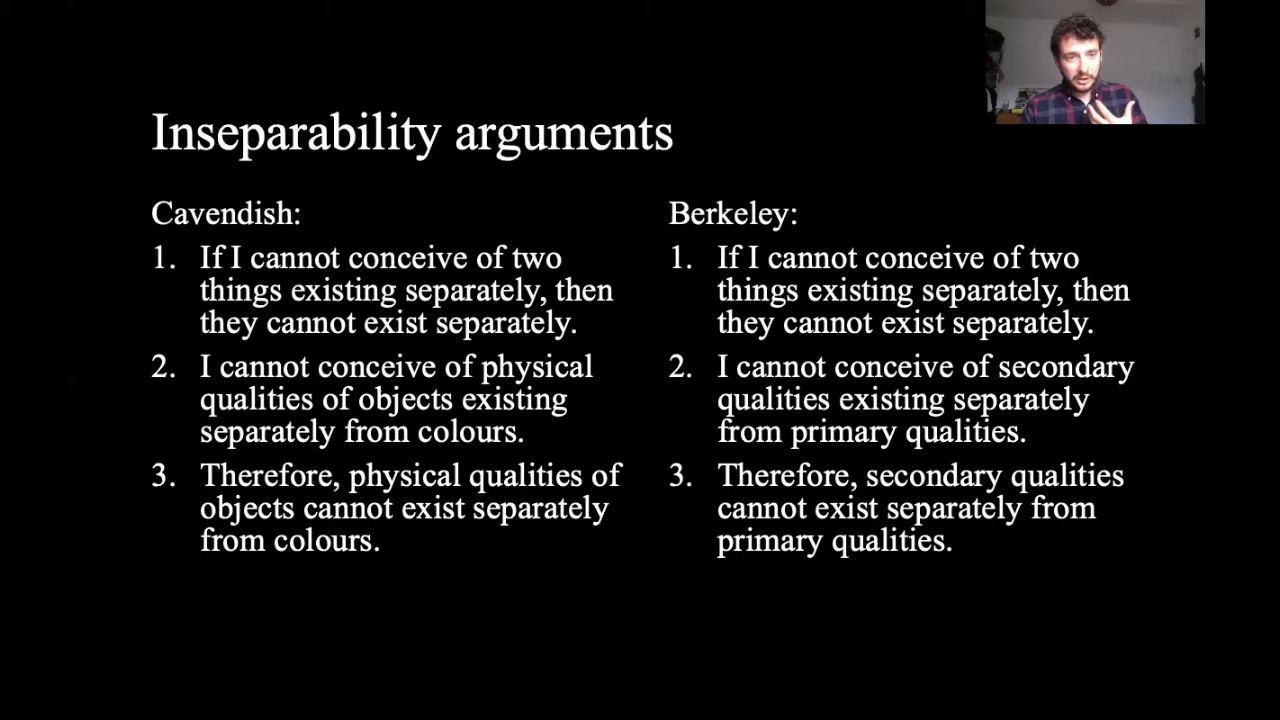 Inseparability arguments
Cavendish:
1. If I cannot conceive of two
things existing separately, then
they cannot exist separately.
2. I cannot conceive of physical
qualities of objects existing
separately from colours.
3. Therefore, physical qualities of
objects cannot exist separately
from colours.
Berkeley:
1. If I cannot conceive of two
things existing separately, then
they cannot exist separately.
2. I cannot conceive of secondary
qualities existing separately
from primary qualities.
3. Therefore, secondary qualities
cannot exist separately from
primary qualities.